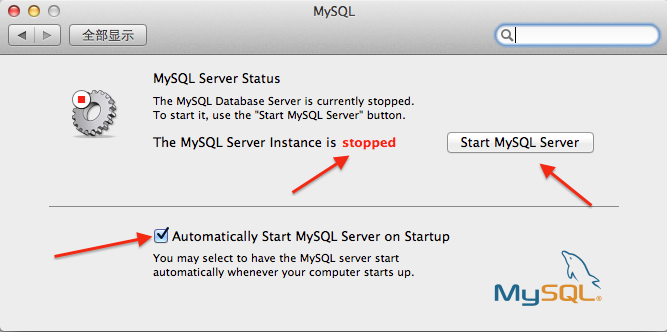 MySQL
全部显示
MySQL Server Status
The MySQL Database Server is currently stopped.
To start it, use the "Start MySQL Server" button.
The MySQL Server Instance is stopped
Start MySQL Server
Automatically Start MySQL Server on Startup
You may select to have the MySQL server start
automatically whenever your computer starts up.
MySQL®